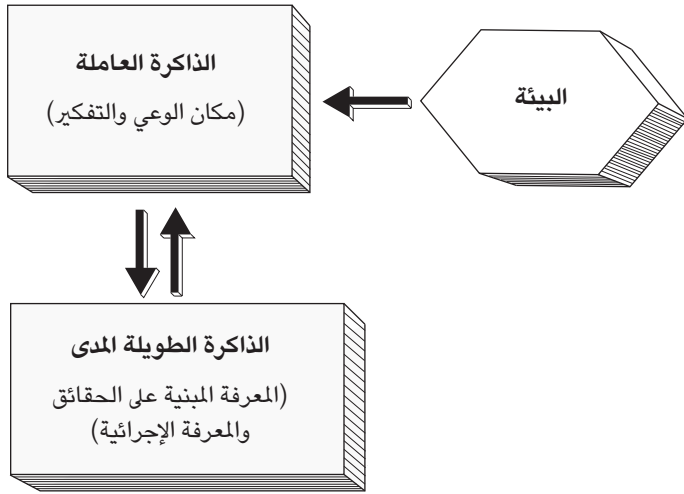 الذاكرة العاملة
(مكان الوعي والتفكير)
البيئة
الذاكرة الطويلة المدى
(المعرفة المبنية على الحقائق
والمعرفة الإجرائية)